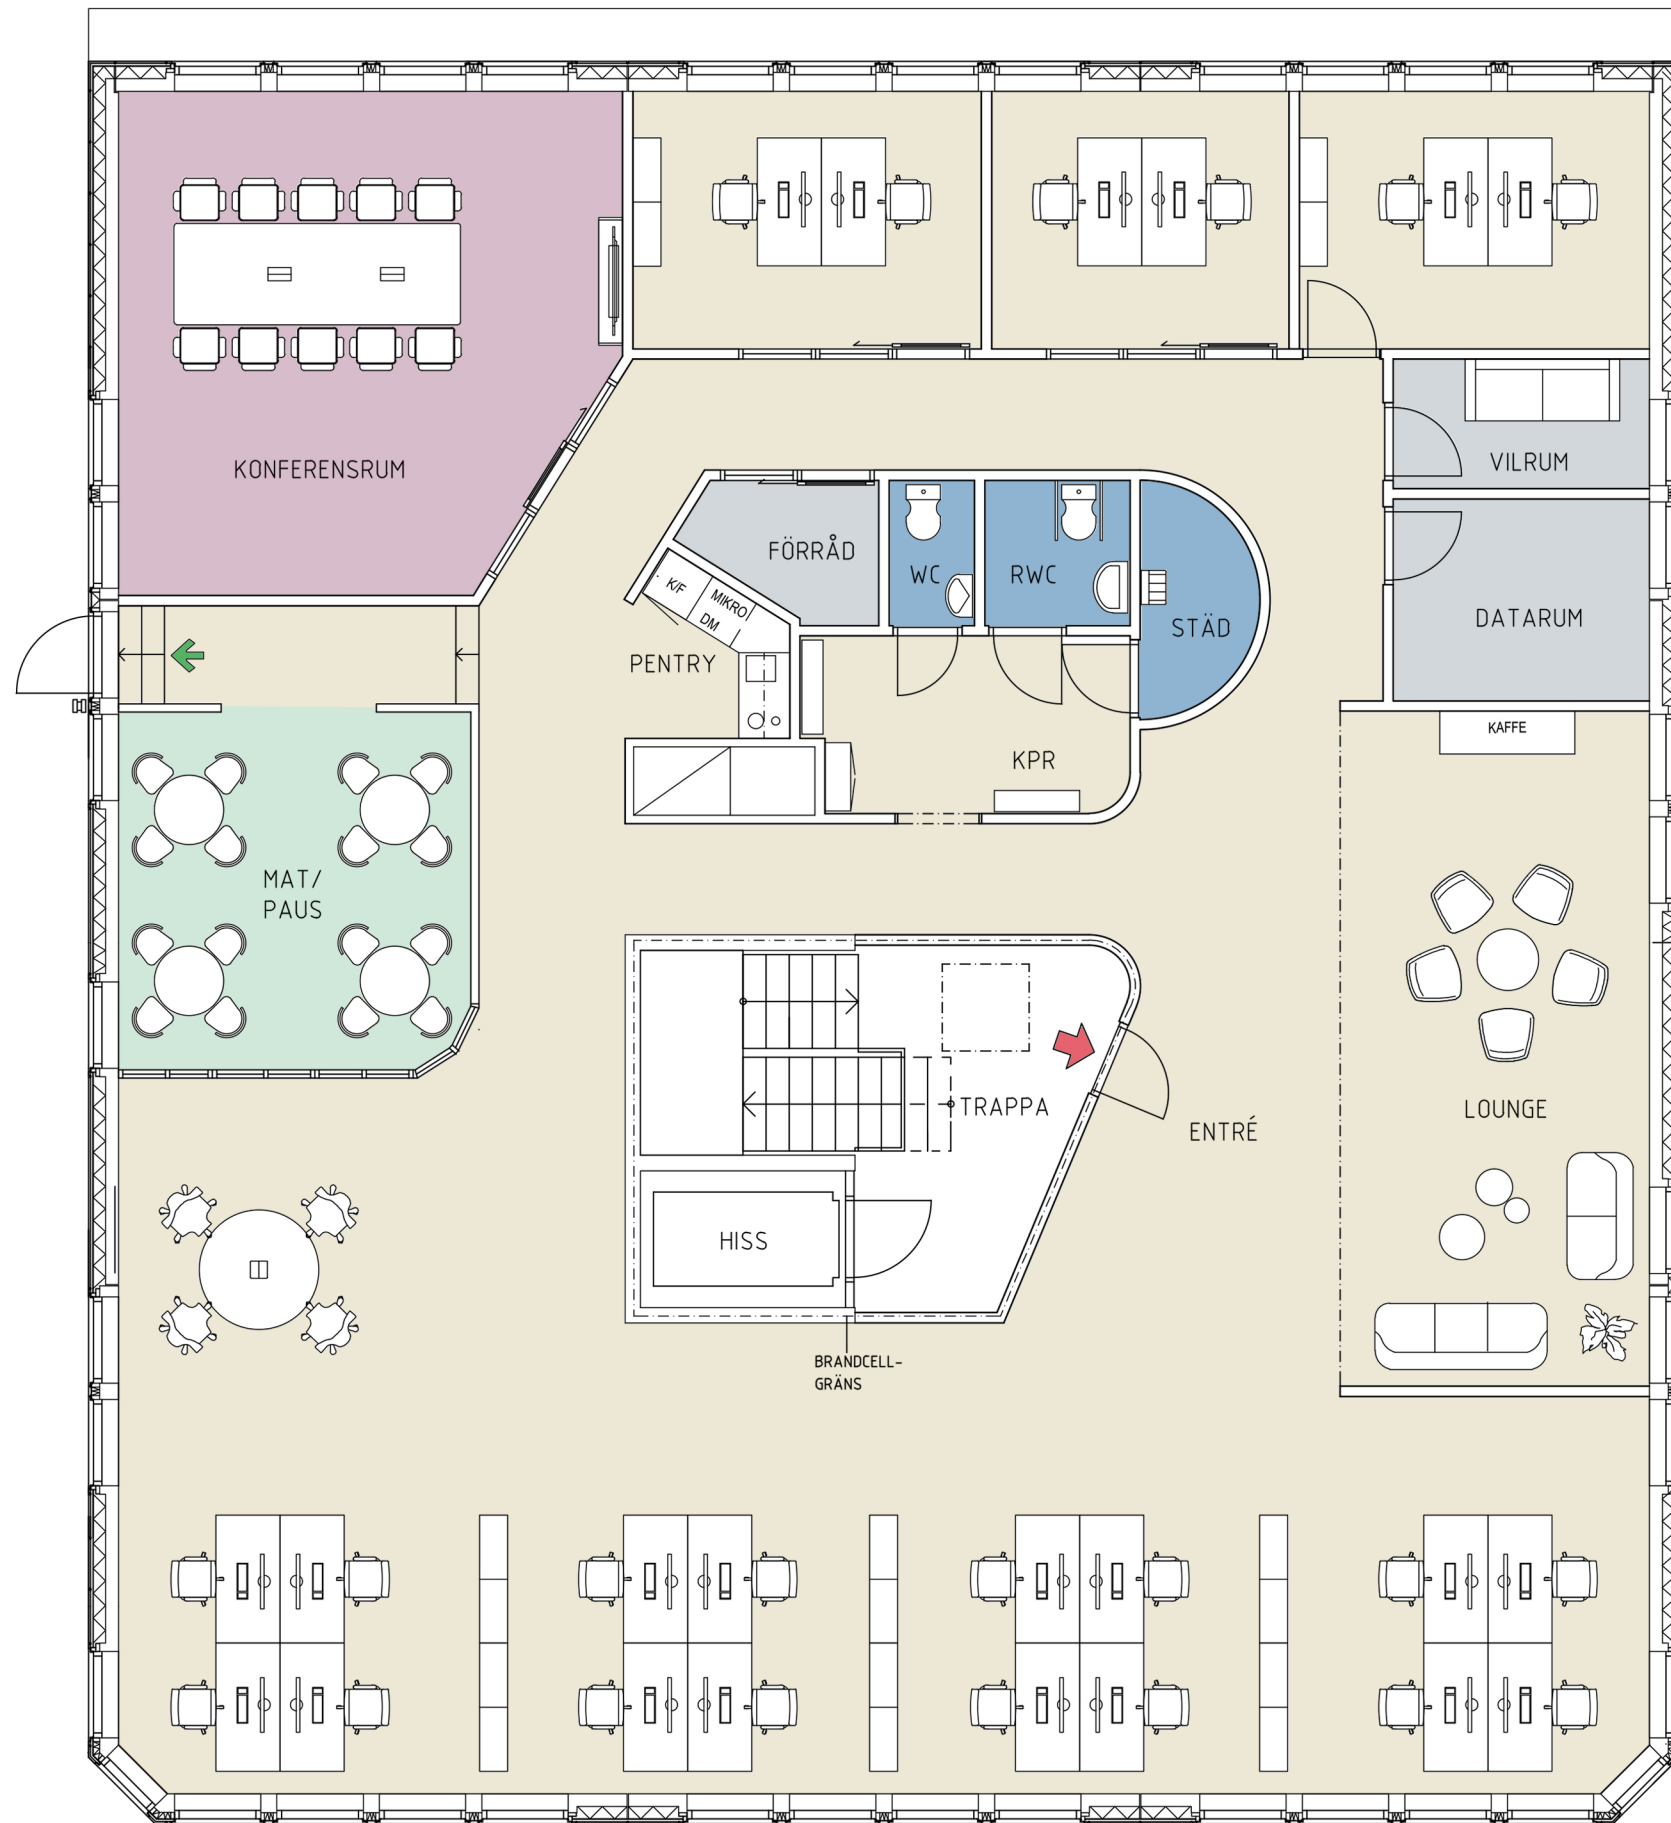 KONFERENSRUM
VILRUM
FÖRRÅD
WC
RWC
K/F
MIKRO
DM
STÄD
DATARUM
PENTRY
KAFFE
KPR
MAT/
PAUS
TRAPPA
LOUNGE
ENTRÉ
HISS
BRANDCELL-
GRÄNS